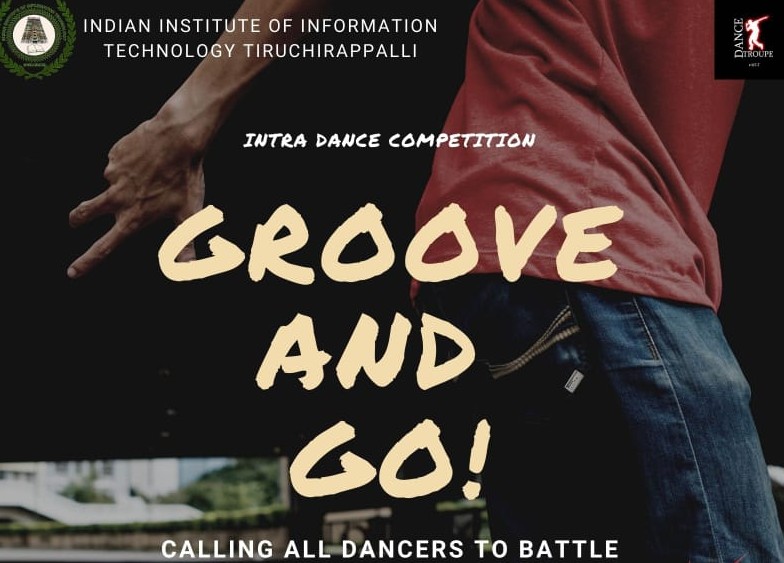 INDIAN INSTITUTE OF INFORMATION
TECHNOLOGY TIRUCHIRAPPALLI
DANCE
TROUPE
INTRA DANCE COMPETITION
GROOVE
AND
GO!
CALLING ALL DANCERS TO BATTLE